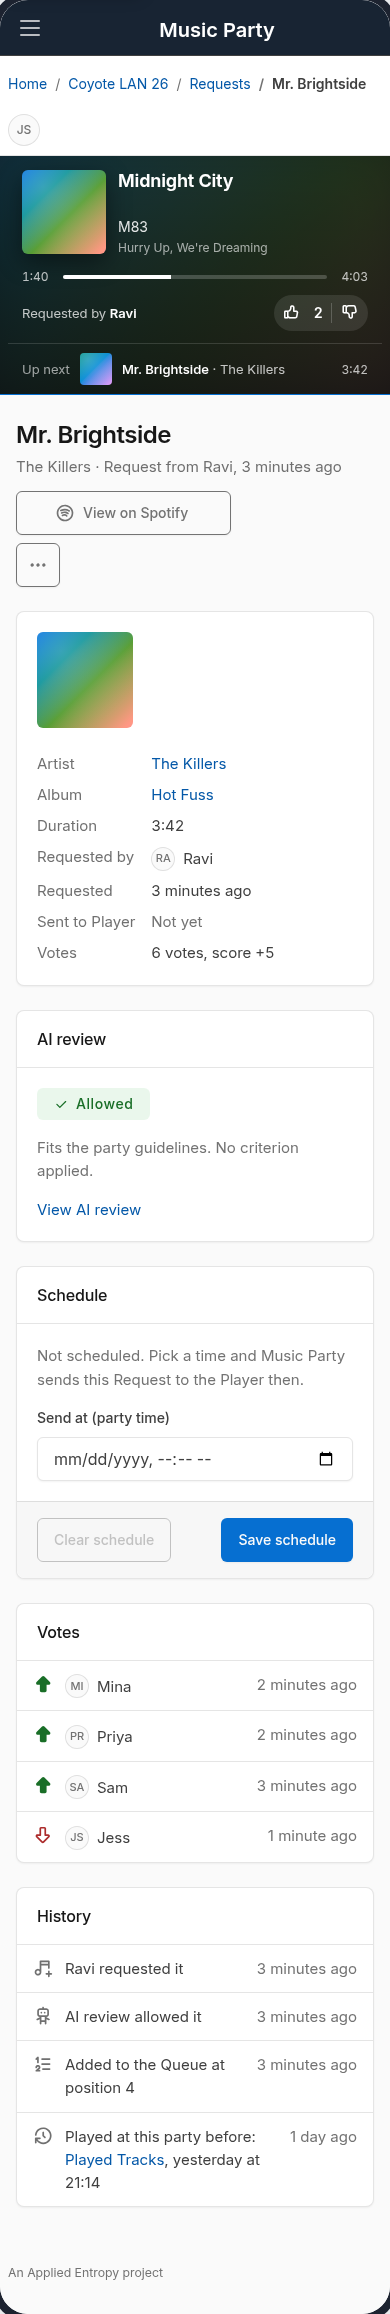 Music Party
Home / Coyote LAN 26 / Requests / Mr. Brightside
JS
Midnight City
M83
Hurry Up, We're Dreaming
1:40 4:03
Requested by Ravi 2
Up next Mr. Brightside · The Killers 3:42
Mr. Brightside
The Killers · Request from Ravi, 3 minutes ago
View on Spotify
Artist The Killers
Album Hot Fuss
Duration 3:42
Requested by RA Ravi
Requested 3 minutes ago
Sent to Player Not yet
Votes 6 votes, score +5
AI review
Allowed
Fits the party guidelines. No criterion
applied.
View AI review
Schedule
Not scheduled. Pick a time and Music Party
sends this Request to the Player then.
Send at (party time)
mm/dd/yyyy, --:-- --
Clear schedule Save schedule
Votes
MI Mina 2 minutes ago
PR Priya 2 minutes ago
SA Sam 3 minutes ago
JS Jess 1 minute ago
History
Ravi requested it 3 minutes ago
AI review allowed it 3 minutes ago
Added to the Queue at 3 minutes ago
position 4
Played at this party before: 1 day ago
Played Tracks, yesterday at
21:14
An Applied Entropy project